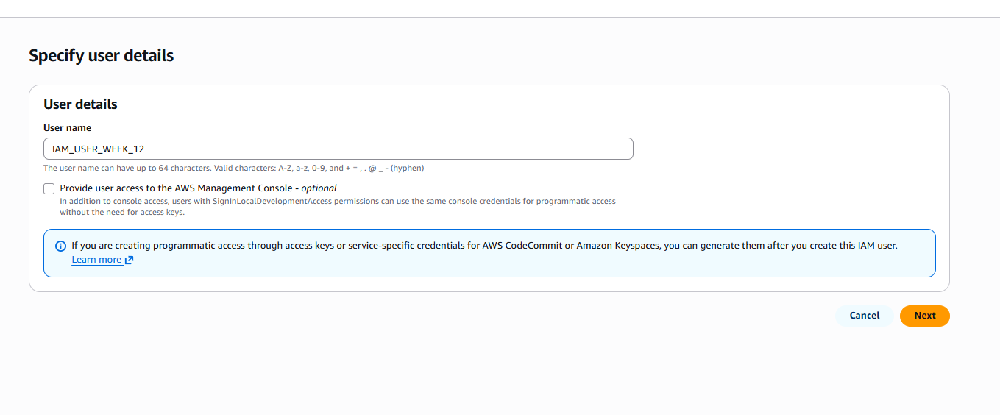 Specify user details
User details
User name
IAM_USER_WEEK_12
The user name can have up to 64 characters. Valid characters: A-Z, a-z, 0-9, and + = , . @ _ - (hyphen)
Provide user access to the AWS Management Console - optional
In addition to console access, users with SignInLocalDevelopmentAccess permissions can use the same console credentials for programmatic access
without the need for access keys.
If you are creating programmatic access through access keys or service-specific credentials for AWS CodeCommit or Amazon Keyspaces, you can generate them after you create this IAM user.
Learn more
Cancel
Next